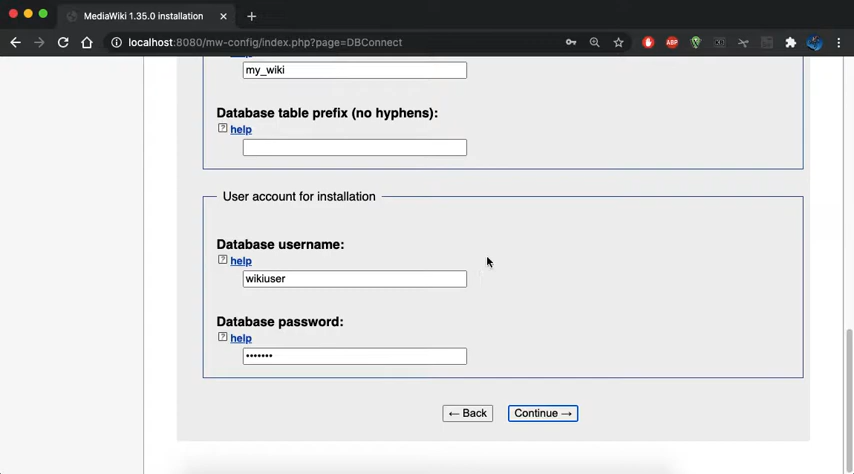 MediaWiki 1.35.0 installation
localhost:8080/mw-config/index.php?page=DBConnect
ABP
my_wiki
Database table prefix (no hyphens):
? help
User account for installation
Database username:
? help
wikiuser
Database password:
? help
•••••••
← Back Continue →